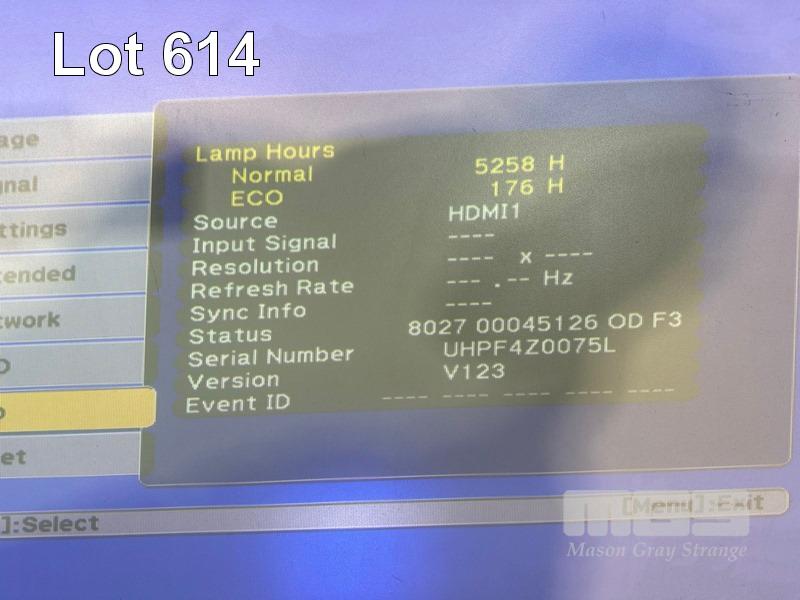 Lot 614
age
nal
ttings
tended
twork
D
o
et
Lamp Hours
Normal 5258 H
ECO 176 H
Source HDMI1
Input Signal ----
Resolution ---- x ----
Refresh Rate --- .-- Hz
Sync Info ----
Status 8027 00045126 OD F3
Serial Number UHPF4Z0075L
Version V123
Event ID ---- ---- ---- ---- ----
]:Select [Menu]:Exit
MGS
Mason Gray Strange